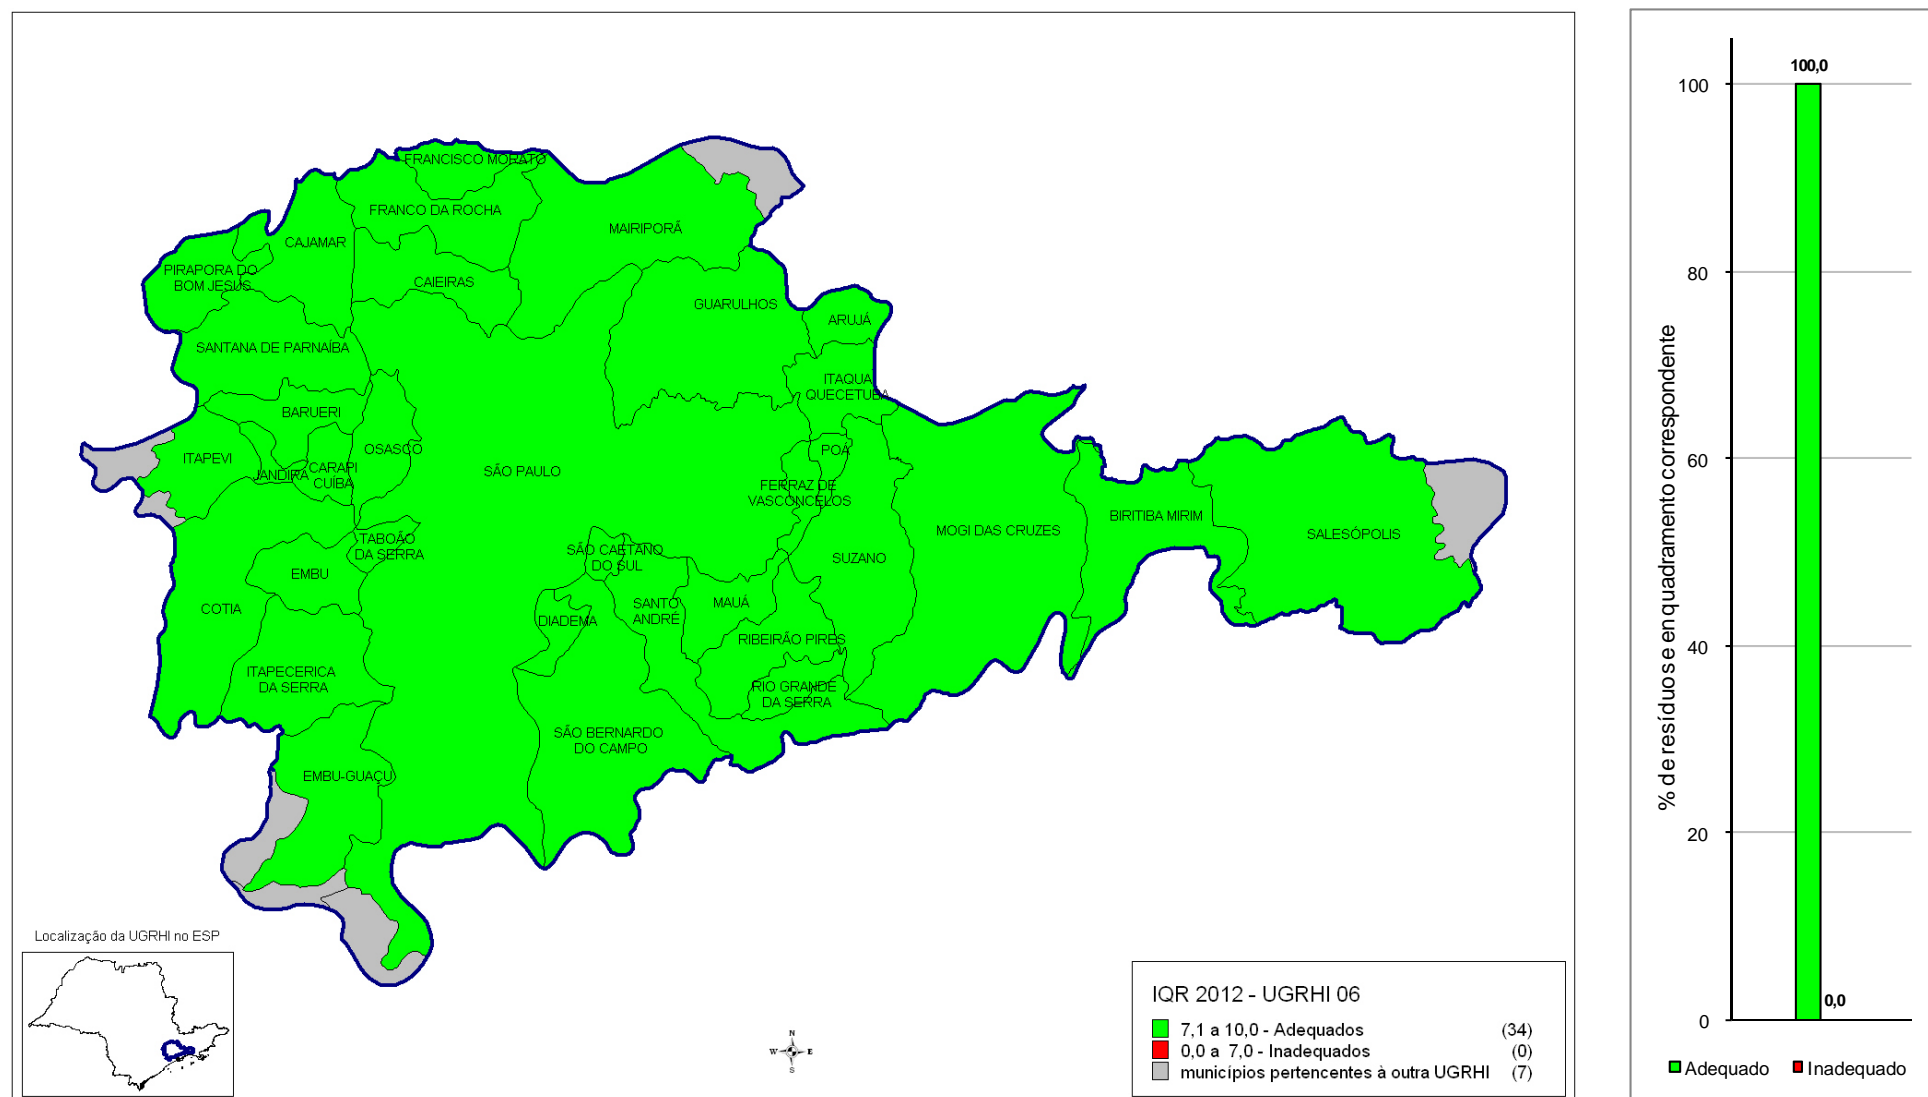 FRANCISCO MORATO
FRANCO DA ROCHA
MAIRIPORÃ
CAJAMAR
PIRAPORA DO
BOM JESUS
CAIEIRAS
GUARULHOS
ARUJÁ
SANTANA DE PARNAÍBA
ITAQUA
QUECETUBA
BARUERI
OSASCO
POÁ
ITAPEVI
JANDIRA
CARAPI
CUÍBA
SÃO PAULO
FERRAZ DE
VASCONCELOS
BIRITIBA MIRIM
MOGI DAS CRUZES
SALESÓPOLIS
TABOÃO
DA SERRA
SÃO CAETANO
DO SUL
SUZANO
EMBU
COTIA
DIADEMA
SANTO
ANDRÉ
MAUÁ
RIBEIRÃO PIRES
ITAPECERICA
DA SERRA
RIO GRANDE
DA SERRA
SÃO BERNARDO
DO CAMPO
EMBU-GUAÇU
Localização da UGRHI no ESP
N
W E
S
IQR 2012 - UGRHI 06
7,1 a 10,0 - Adequados (34)
0,0 a 7,0 - Inadequados (0)
municípios pertencentes à outra UGRHI (7)
% de resíduo se enquadramento correspondente
100,0
100
80
60
40
20
0,0
0
Adequado Inadequado